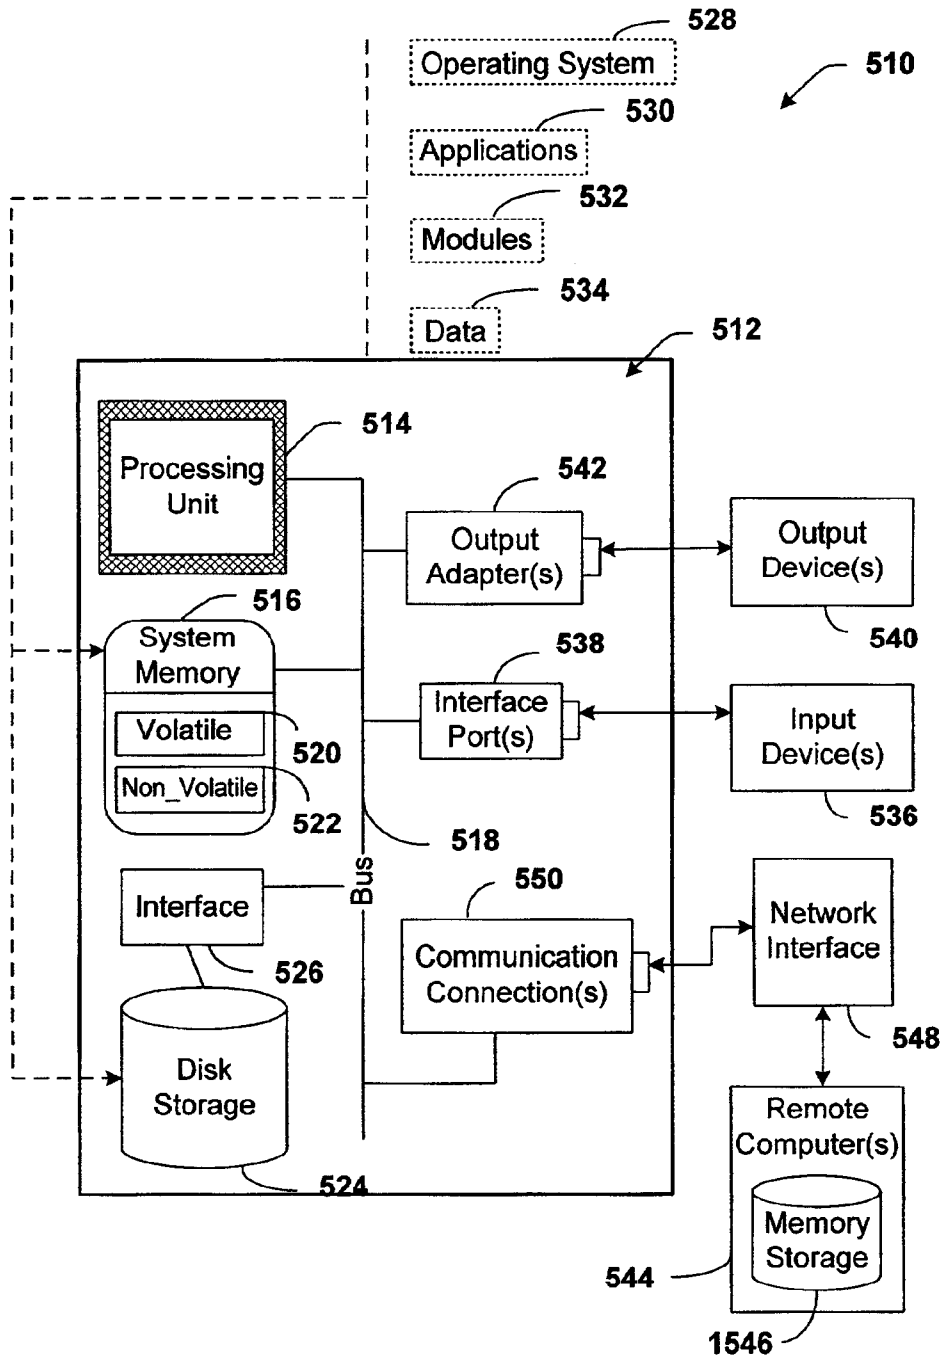 528
Operating System
510
530
Applications
532
Modules
534
Data
512
514
Processing
Unit
542
Output
Adapter(s)
Output
Device(s)
540
516
System
Memory
538
Interface
Port(s)
Input
Device(s)
536
Volatile
520
Non_Volatile
522
518
Bus
550
Interface
526
Communication
Connection(s)
Network
Interface
548
Disk
Storage
524
Remote
Computer(s)
Memory
Storage
544
1546